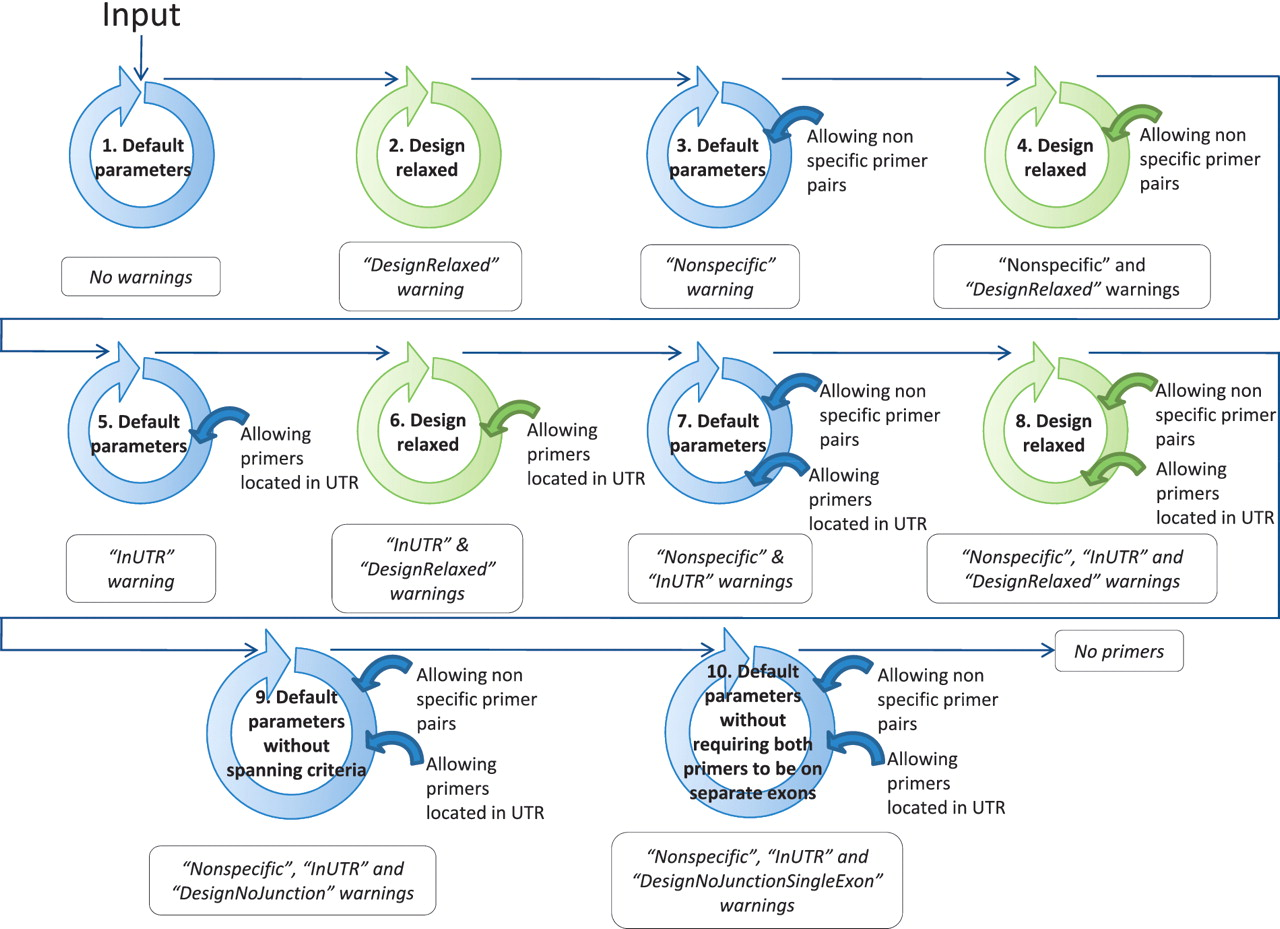 Input
1. Default
parameters
2. Design
relaxed
3. Default
parameters
Allowing non
specific primer
pairs
4. Design
relaxed
Allowing non
specific primer
pairs
No warnings
“DesignRelaxed”
warning
“Nonspecific”
warning
“Nonspecific” and
“DesignRelaxed” warnings
5. Default
parameters
Allowing
primers
located in UTR
6. Design
relaxed
Allowing
primers
located in UTR
7. Default
parameters
Allowing non
specific primer
pairs
Allowing
primers
located in UTR
8. Design
relaxed
Allowing non
specific primer
pairs
Allowing
primers
located in UTR
“InUTR”
warning
“InUTR” &
“DesignRelaxed”
warnings
“Nonspecific” &
“InUTR” warnings
“Nonspecific”, “InUTR” and
“DesignRelaxed” warnings
9. Default
parameters
without
spanning criteria
Allowing non
specific primer
pairs
Allowing
primers
located in UTR
10. Default
parameters
without
requiring both
primers to be on
separate exons
Allowing non
specific primer
pairs
Allowing
primers
located in UTR
No primers
“Nonspecific”, “InUTR” and
“DesignNoJunction” warnings
“Nonspecific”, “InUTR” and
“DesignNoJunctionSingleExon”
warnings